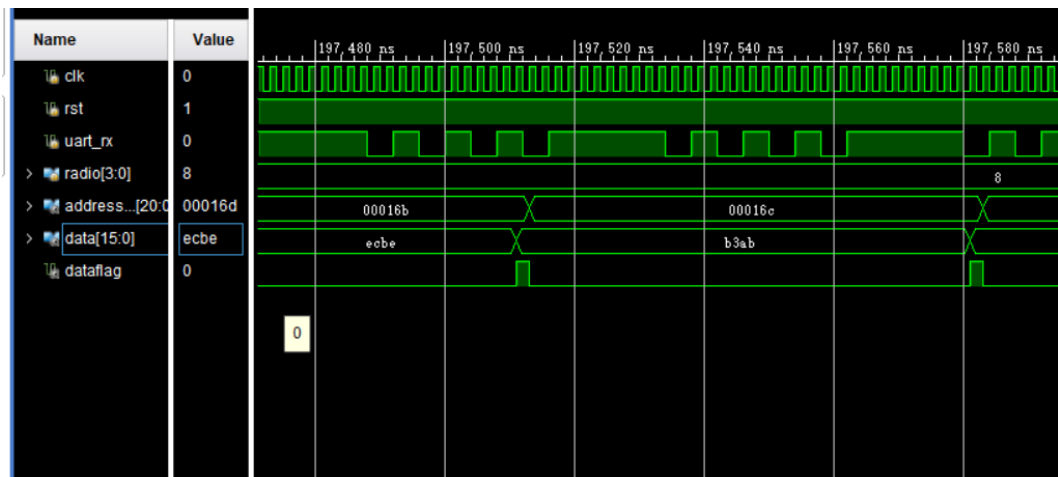 Name Value
197,480 ns 197,500 ns 197,520 ns 197,540 ns 197,560 ns 197,580 ns
clk 0
rst 1
uart_rx 0
> radio[3:0] 8 8
> address...[20:0 00016d 00016b 00016c
> data[15:0] ecbe ecbe b3ab
dataflag 0
0